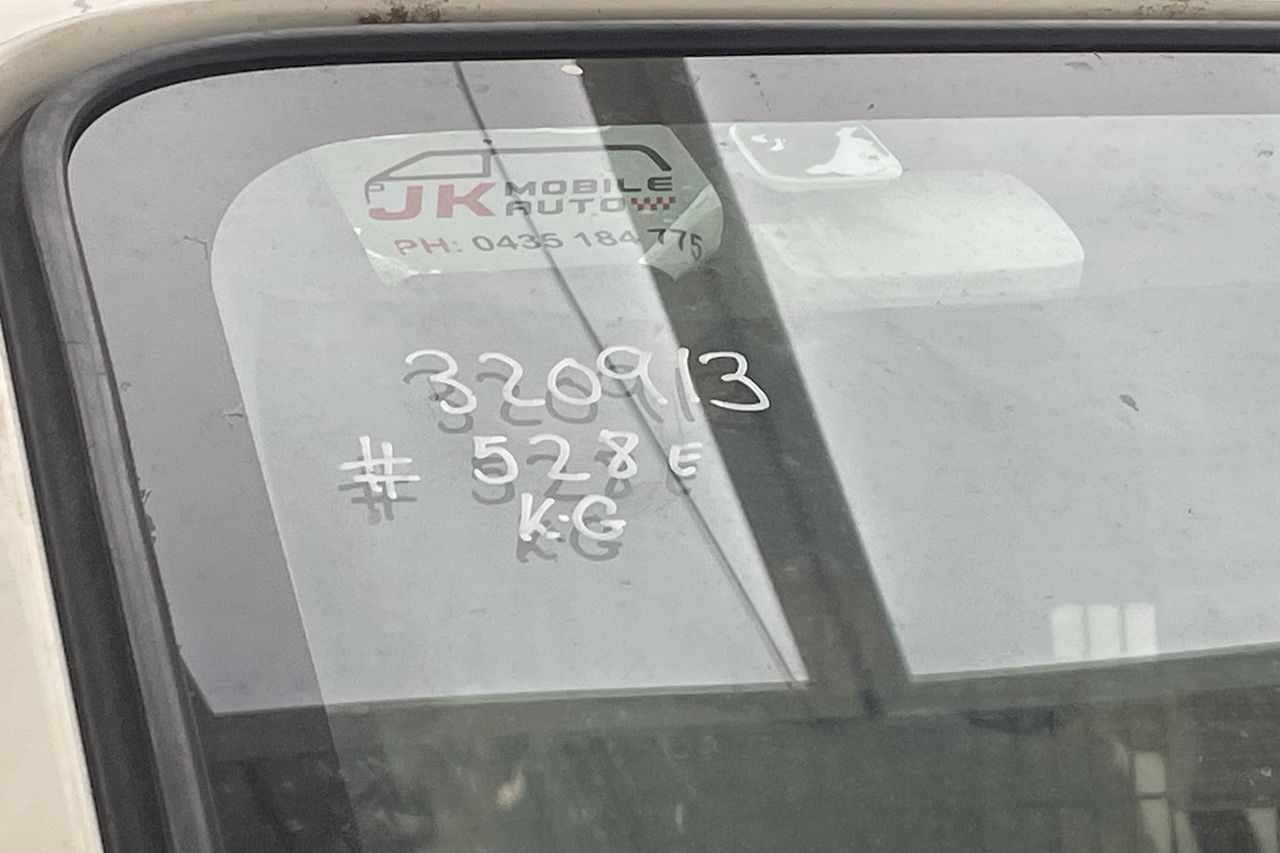 JK MOBILE
AUTO
PH: 0435 184 775
320913
# 528 E
K.G